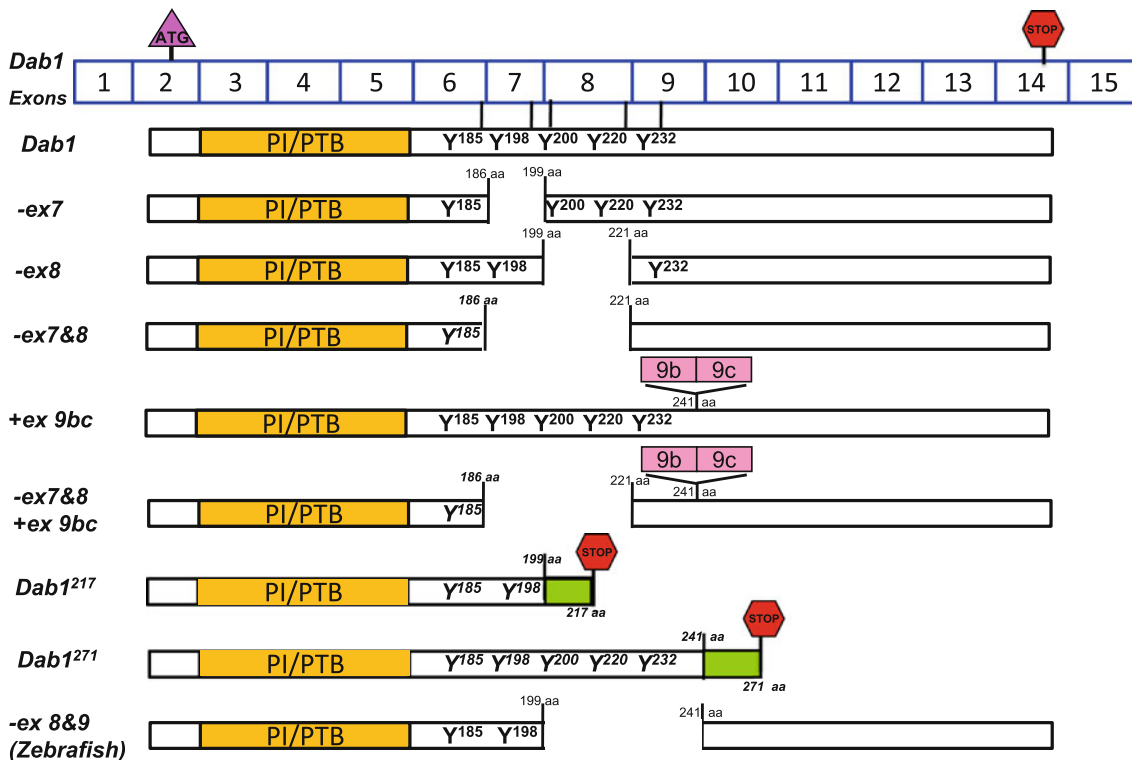 ATG STOP
Dab1
Exons
1 2 3 4 5 6 7 8 9 10 11 12 13 14 15
Dab1 PI/PTB Y185 Y198 Y200 Y220 Y232
186 aa 199 aa
-ex7 PI/PTB Y185 Y200 Y220 Y232
199 aa 221 aa
-ex8 PI/PTB Y185 Y198 Y232
186 aa 221 aa
-ex7&8 PI/PTB Y185
9b 9c
241 aa
+ex 9bc PI/PTB Y185 Y198 Y200 Y220 Y232
9b 9c
186 aa 221 aa 241 aa
-ex7&8
+ex 9bc PI/PTB Y185
STOP
199 aa
Dab1217 PI/PTB Y185 Y198
217 aa
STOP
241 aa
Dab1271 PI/PTB Y185 Y198 Y200 Y220 Y232
271 aa
199 aa 241 aa
-ex 8&9
(Zebrafish) PI/PTB Y185 Y198